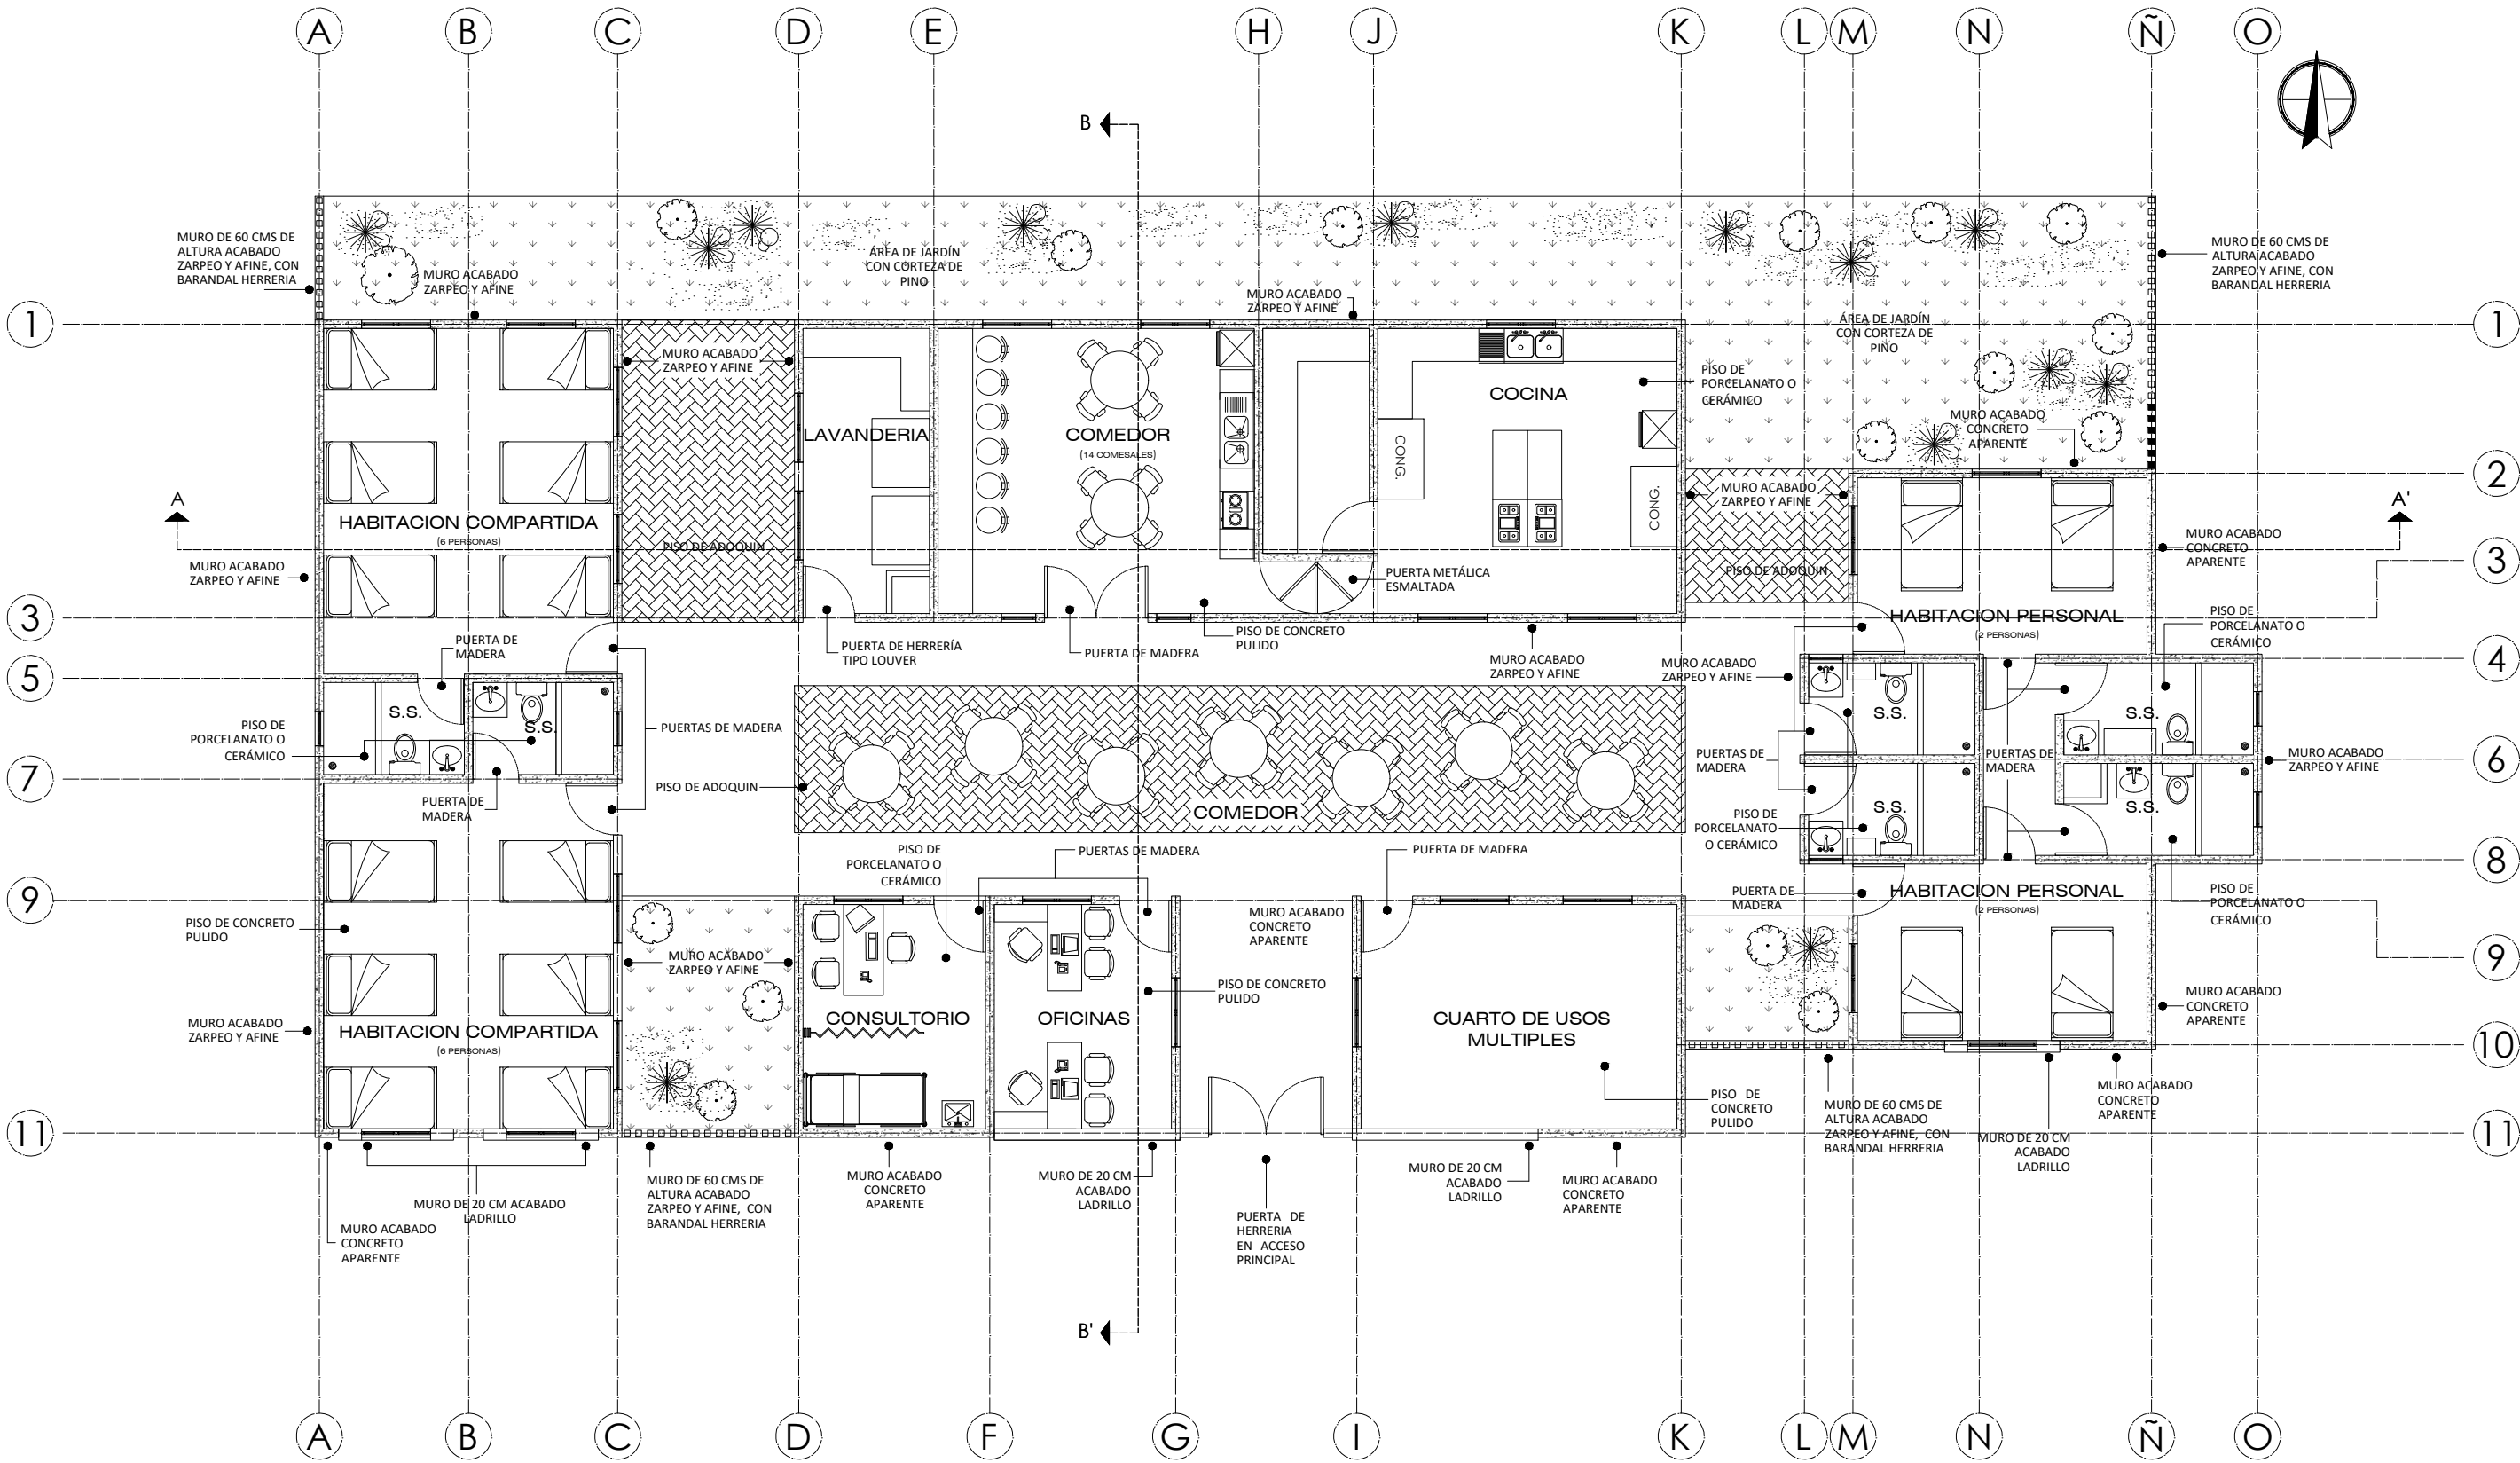 A
B
C
D
E
H
J
K
L
M
N
Ñ
O
B
MURO DE 60 CMS DE
ALTURA ACABADO
ZARPEO Y AFINE, CON
BARANDAL HERRERIA
MURO ACABADO
ZARPEO Y AFINE
ÁREA DE JARDÍN
CON CORTEZA DE
PINO
MURO ACABADO
ZARPEO Y AFINE
MURO DE 60 CMS DE
ALTURA ACABADO
ZARPEO Y AFINE, CON
BARANDAL HERRERIA
1
1
ÁREA DE JARDÍN
CON CORTEZA DE
PINO
MURO ACABADO
ZARPEO Y AFINE
COCINA
PISO DE
PORCELANATO O
CERÁMICO
LAVANDERIA
COMEDOR
(14 COMESALES)
CONG.
CONG.
MURO ACABADO
CONCRETO
APARENTE
2
MURO ACABADO
ZARPEO Y AFINE
A
A'
HABITACION COMPARTIDA
(6 PERSONAS)
PISO DE ADOQUIN
MURO ACABADO
ZARPEO Y AFINE
PUERTA METÁLICA
ESMALTADA
PISO DE ADOQUIN
MURO ACABADO
CONCRETO
APARENTE
3
3
HABITACION PERSONAL
(2 PERSONAS)
PISO DE
PORCELANATO O
CERÁMICO
PUERTA DE
MADERA
PUERTA DE HERRERÍA
TIPO LOUVER
PUERTA DE MADERA
PISO DE CONCRETO
PULIDO
MURO ACABADO
ZARPEO Y AFINE
MURO ACABADO
ZARPEO Y AFINE
4
5
S.S.
S.S.
S.S.
S.S.
PISO DE
PORCELANATO O
CERÁMICO
PUERTAS DE MADERA
PUERTAS DE
MADERA
PUERTAS DE
MADERA
MURO ACABADO
ZARPEO Y AFINE
6
7
PISO DE ADOQUIN
PUERTA DE
MADERA
COMEDOR
S.S.
S.S.
PISO DE
PORCELANATO
O CERÁMICO
PISO DE
PORCELANATO O
CERÁMICO
PUERTAS DE MADERA
PUERTA DE MADERA
8
9
PUERTA DE
MADERA
HABITACION PERSONAL
(2 PERSONAS)
PISO DE
PORCELANATO O
CERÁMICO
PISO DE CONCRETO
PULIDO
MURO ACABADO
CONCRETO
APARENTE
MURO ACABADO
ZARPEO Y AFINE
9
PISO DE CONCRETO
PULIDO
MURO ACABADO
CONCRETO
APARENTE
MURO ACABADO
ZARPEO Y AFINE
HABITACION COMPARTIDA
(6 PERSONAS)
CONSULTORIO
OFICINAS
CUARTO DE USOS
MULTIPLES
10
MURO ACABADO
CONCRETO
APARENTE
PISO DE
CONCRETO
PULIDO
MURO DE 60 CMS DE
ALTURA ACABADO
ZARPEO Y AFINE, CON
BARANDAL HERRERIA
MURO DE 20 CM
ACABADO
LADRILLO
11
11
MURO DE 20 CM ACABADO
LADRILLO
MURO ACABADO
CONCRETO
APARENTE
MURO DE 60 CMS DE
ALTURA ACABADO
ZARPEO Y AFINE, CON
BARANDAL HERRERIA
MURO ACABADO
CONCRETO
APARENTE
MURO DE 20 CM
ACABADO
LADRILLO
PUERTA DE
HERRERIA
EN ACCESO
PRINCIPAL
MURO DE 20 CM
ACABADO
LADRILLO
MURO ACABADO
CONCRETO
APARENTE
B'
A
B
C
D
F
G
I
K
L
M
N
Ñ
O